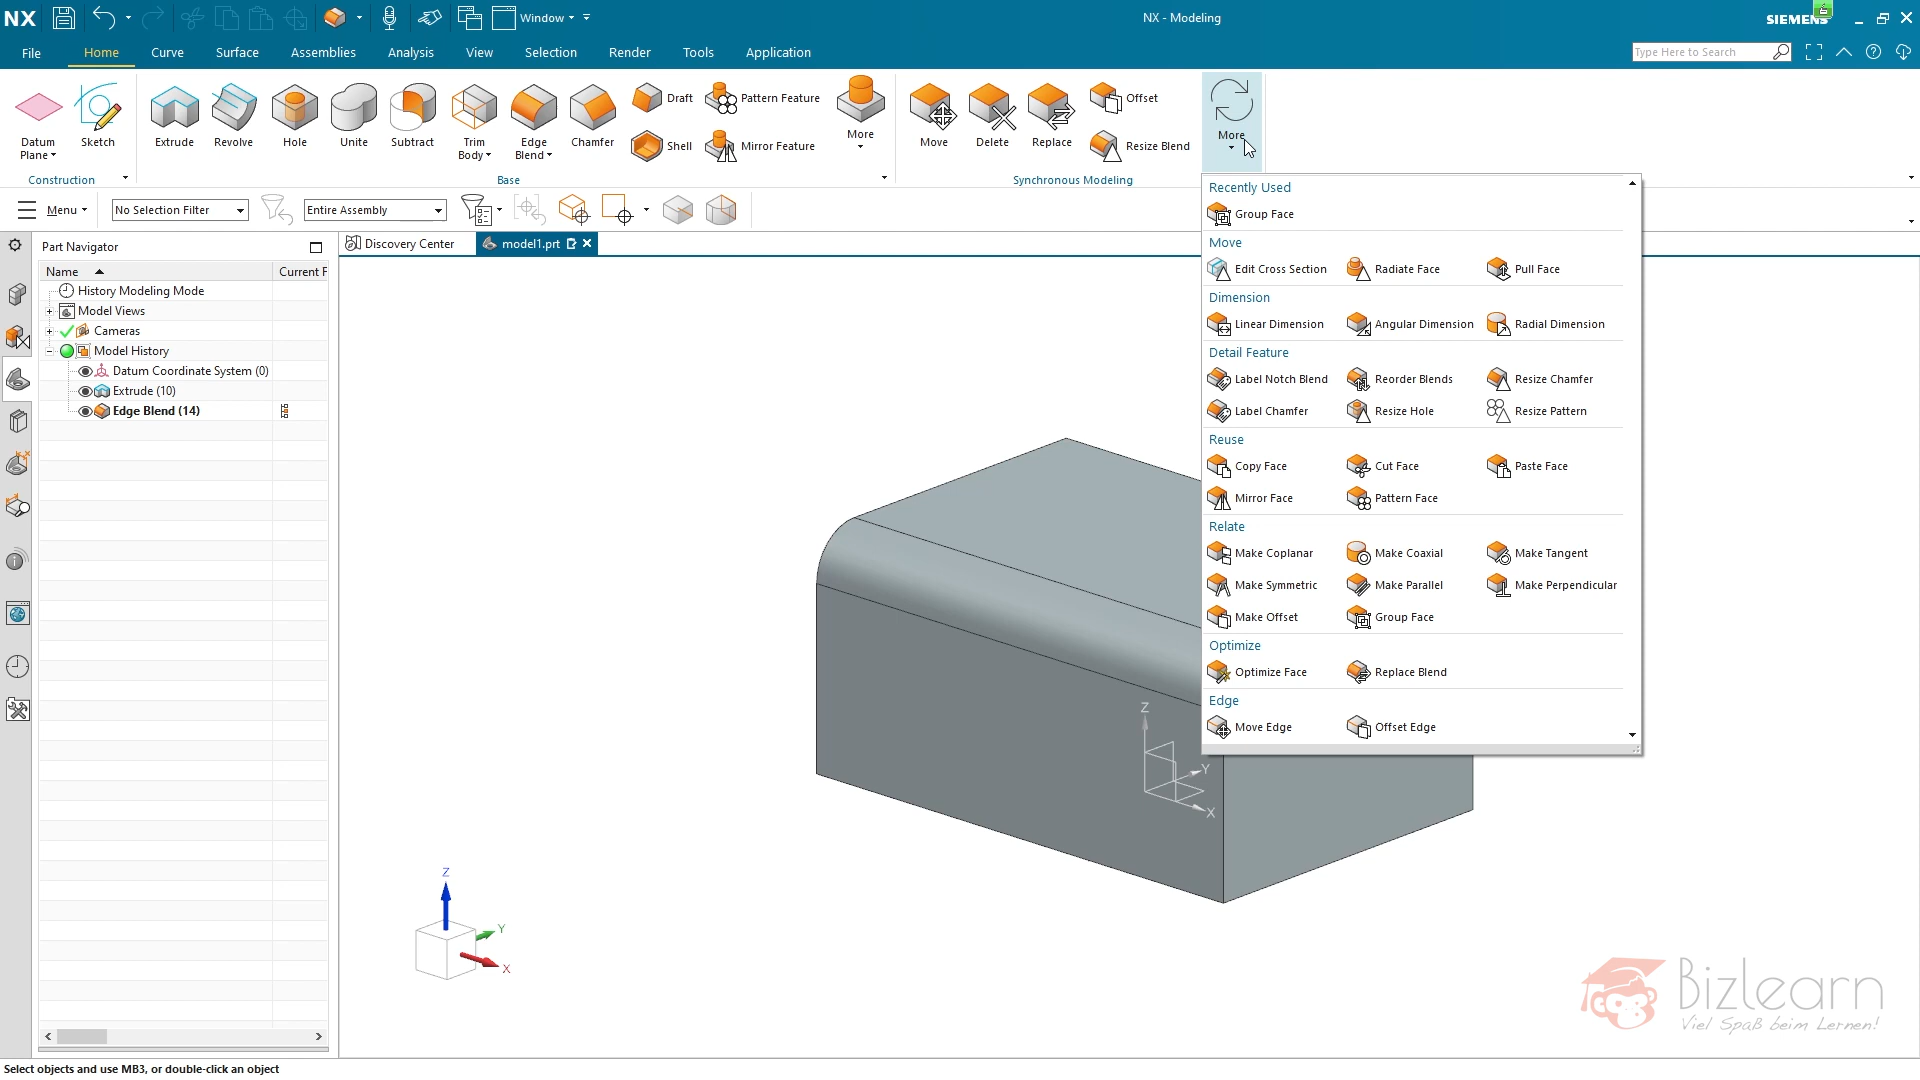 NX
Window
NX - Modeling
SIEMENS
File
Home
Curve
Surface
Assemblies
Analysis
View
Selection
Render
Tools
Application
Type Here to Search
Datum
Plane
Sketch
Extrude
Revolve
Hole
Unite
Subtract
Trim
Body
Edge
Blend
Chamfer
Draft
Shell
Pattern Feature
Mirror Feature
More
Move
Delete
Replace
Offset
Resize Blend
More
Construction
Base
Synchronous Modeling
Menu
No Selection Filter
Entire Assembly
Part Navigator
Discovery Center
model1.prt
Name
Current F
History Modeling Mode
Model Views
Cameras
Model History
Datum Coordinate System (0)
Extrude (10)
Edge Blend (14)
Recently Used
Group Face
Move
Edit Cross Section
Radiate Face
Pull Face
Dimension
Linear Dimension
Angular Dimension
Radial Dimension
Detail Feature
Label Notch Blend
Reorder Blends
Resize Chamfer
Label Chamfer
Resize Hole
Resize Pattern
Reuse
Copy Face
Cut Face
Paste Face
Mirror Face
Pattern Face
Relate
Make Coplanar
Make Coaxial
Make Tangent
Make Symmetric
Make Parallel
Make Perpendicular
Make Offset
Group Face
Optimize
Optimize Face
Replace Blend
Edge
Move Edge
Offset Edge
Z
Y
X
Z
Y
X
Bizlearn
Viel Spaß beim Lernen!
Select objects and use MB3, or double-click an object